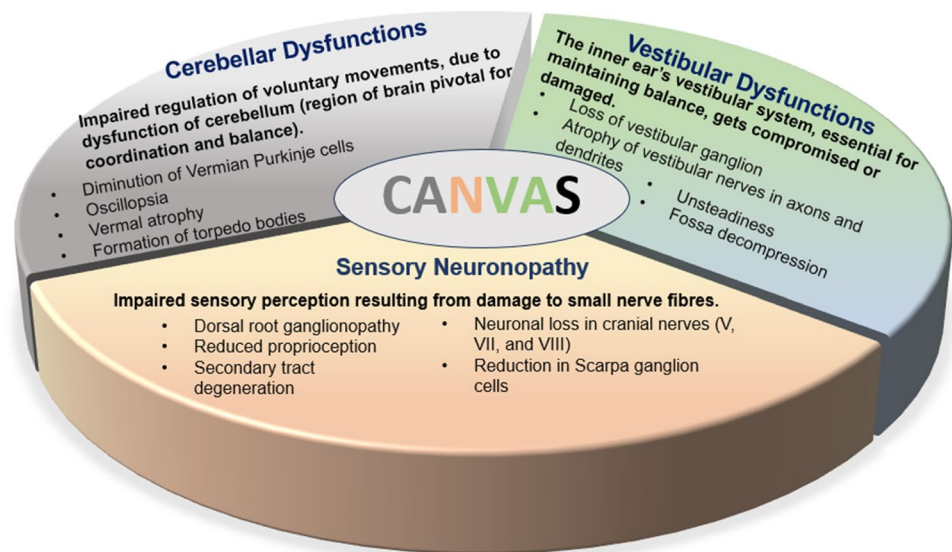 Cerebellar Dysfunctions
Impaired regulation of voluntary movements, due to
dysfunction of cerebellum (region of brain pivotal for
coordination and balance).
• Diminution of Vermian Purkinje cells
• Oscillopsia
• Vermal atrophy
• Formation of torpedo bodies
Vestibular Dysfunctions
The inner ear's vestibular system, essential for
maintaining balance, gets compromised or
damaged.
• Loss of vestibular ganglion
• Atrophy of vestibular nerves in axons and
dendrites
• Unsteadiness
• Fossa decompression
CANVAS
Sensory Neuronopathy
Impaired sensory perception resulting from damage to small nerve fibres.
• Dorsal root ganglionopathy
• Reduced proprioception
• Secondary tract
degeneration
• Neuronal loss in cranial nerves (V,
VII, and VIII)
• Reduction in Scarpa ganglion
cells